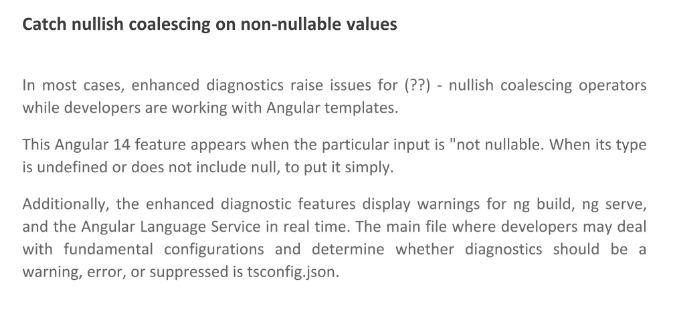 Catch nullish coalescing on non-nullable values
In most cases, enhanced diagnostics raise issues for (??) - nullish coalescing operators
while developers are working with Angular templates.
This Angular 14 feature appears when the particular input is "not nullable. When its type
is undefined or does not include null, to put it simply.
Additionally, the enhanced diagnostic features display warnings for ng build, ng serve,
and the Angular Language Service in real time. The main file where developers may deal
with fundamental configurations and determine whether diagnostics should be a
warning, error, or suppressed is tsconfig.json.